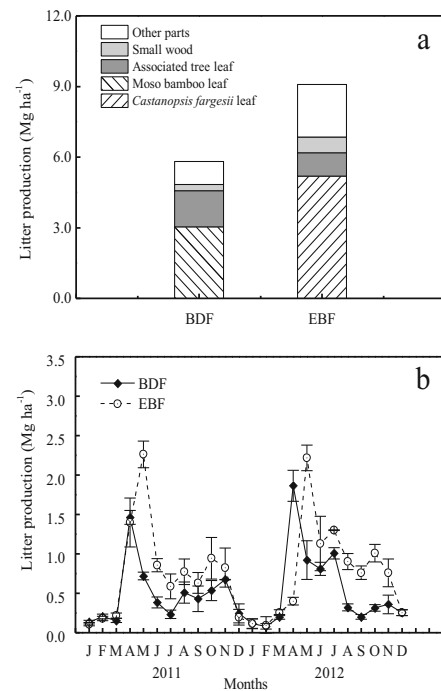 a
12.0
9.0
6.0
3.0
0.0
Litter production (Mg ha-1)
Other parts
Small wood
Associated tree leaf
Moso bamboo leaf
Castanopsis fargesii leaf
BDF EBF
b
3.5
3.0
2.5
2.0
1.5
1.0
0.5
0.0
Litter production (Mg ha-1)
BDF
EBF
J F M A M J J A S O N D J F M A M J J A S O N D
2011 2012
Months